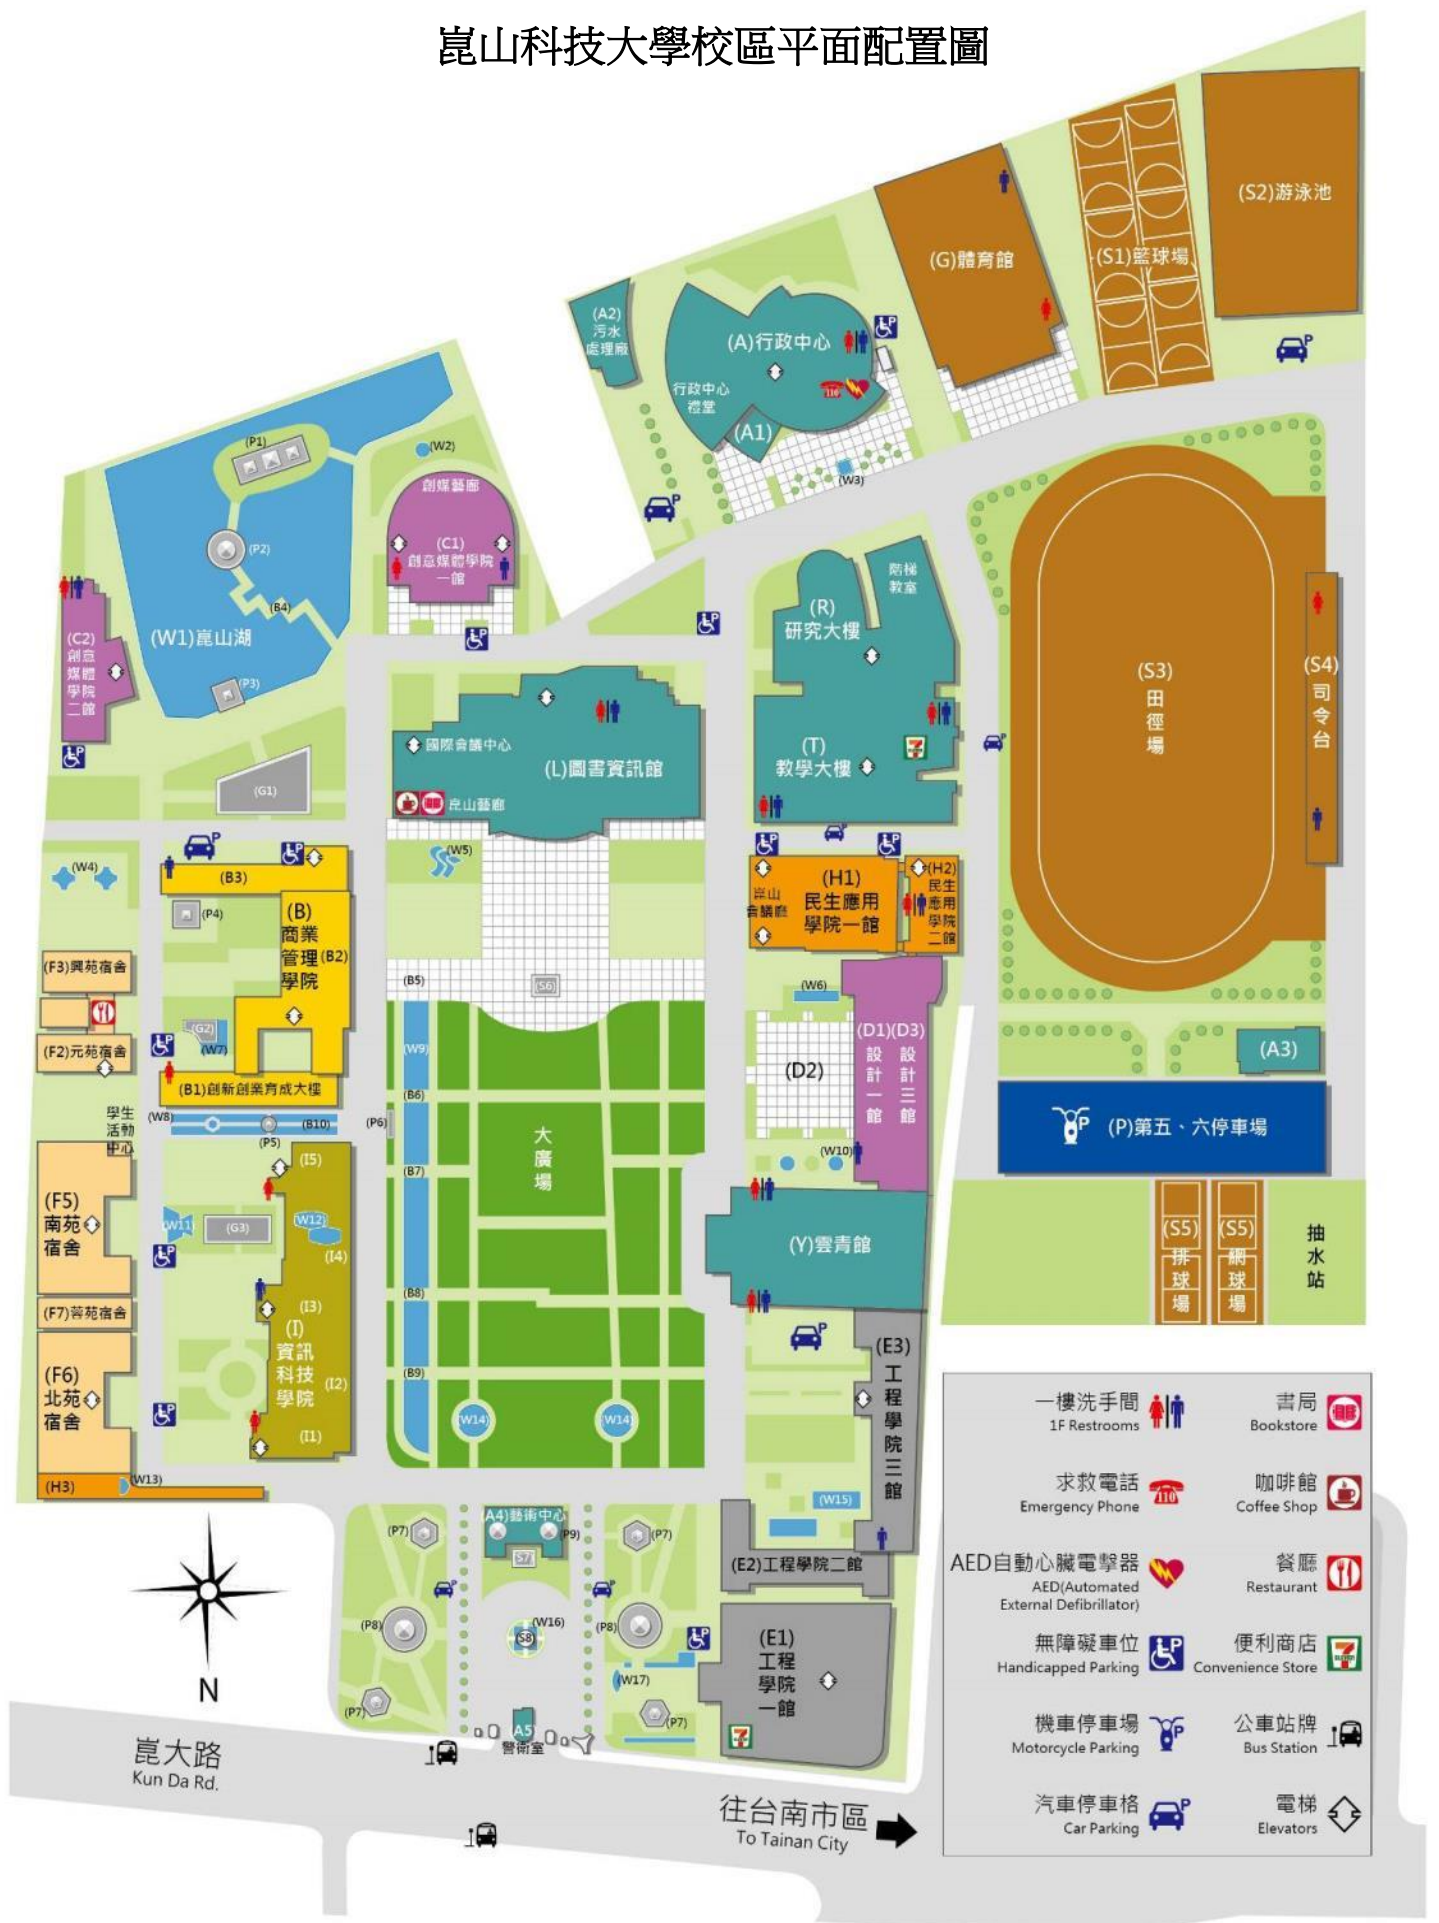 崑山科技大學校區平面配置圖
(S2)游泳池
(S1)籃球場
(G)體育館
(A2)
污水
處理廠
(A)行政中心
行政中心
禮堂
110
(A1)
(W3)
(P1)
(W2)
創媒藝廊
(P2)
(C1)
創意媒體學院
一館
(B4)
(W1)崑山湖
(P3)
(C2)
創意
媒體
學院
二館
階梯
教室
(R)
研究大樓
(S3)
田
徑
場
(S4)
司
令
台
國際會議中心
(L)圖書資訊館
崑山藝廊
(T)
教學大樓
(G1)
(W5)
(W4)
(B3)
(P4)
(B)
商業
管理
學院
(B2)
崑山
會議廳
(H1)
民生應用
學院一館
(H2)
民生
應用
學院
二館
(F3)興苑宿舍
(F2)元苑宿舍
(G2)
(W7)
(B1)創新創業育成大樓
(B5)
(S6)
(W6)
(W9)
(D1)
設
計
一
館
(D3)
設
計
三
館
(D2)
(A3)
(P)第五、六停車場
學生
活動
中心
(W8)
(B10)
(P5)
(P6)
(B6)
大
廣
場
(B7)
(W10)
(I5)
(F5)
南苑
宿舍
(W11)
(G3)
(W12)
(I4)
(Y)雲青館
(S5)
排
球
場
(S5)
網
球
場
抽
水
站
(F7)蓉苑宿舍
(I3)
(I)
資訊
科技
學院
(I2)
(I1)
(B8)
(B9)
(F6)
北苑
宿舍
(W14)
(W14)
(E3)
工
程
學
院
三
館
(H3)
(W13)
(W15)
(P7)
(A4)藝術中心
(P9)
S7
(P7)
(E2)工程學院二館
(P8)
(W16)
S8
(P8)
(E1)
工程
學院
一館
(W17)
(P7)
(A5)
警衛室
(P7)
N
崑大路
Kun Da Rd.
往台南市區
To Tainan City
一樓洗手間
1F Restrooms
書局
Bookstore
求救電話
Emergency Phone
110
咖啡館
Coffee Shop
AED自動心臟電擊器
AED(Automated
External Defibrillator)
餐廳
Restaurant
無障礙車位
Handicapped Parking
便利商店
Convenience Store
機車停車場
Motorcycle Parking
公車站牌
Bus Station
汽車停車格
Car Parking
電梯
Elevators